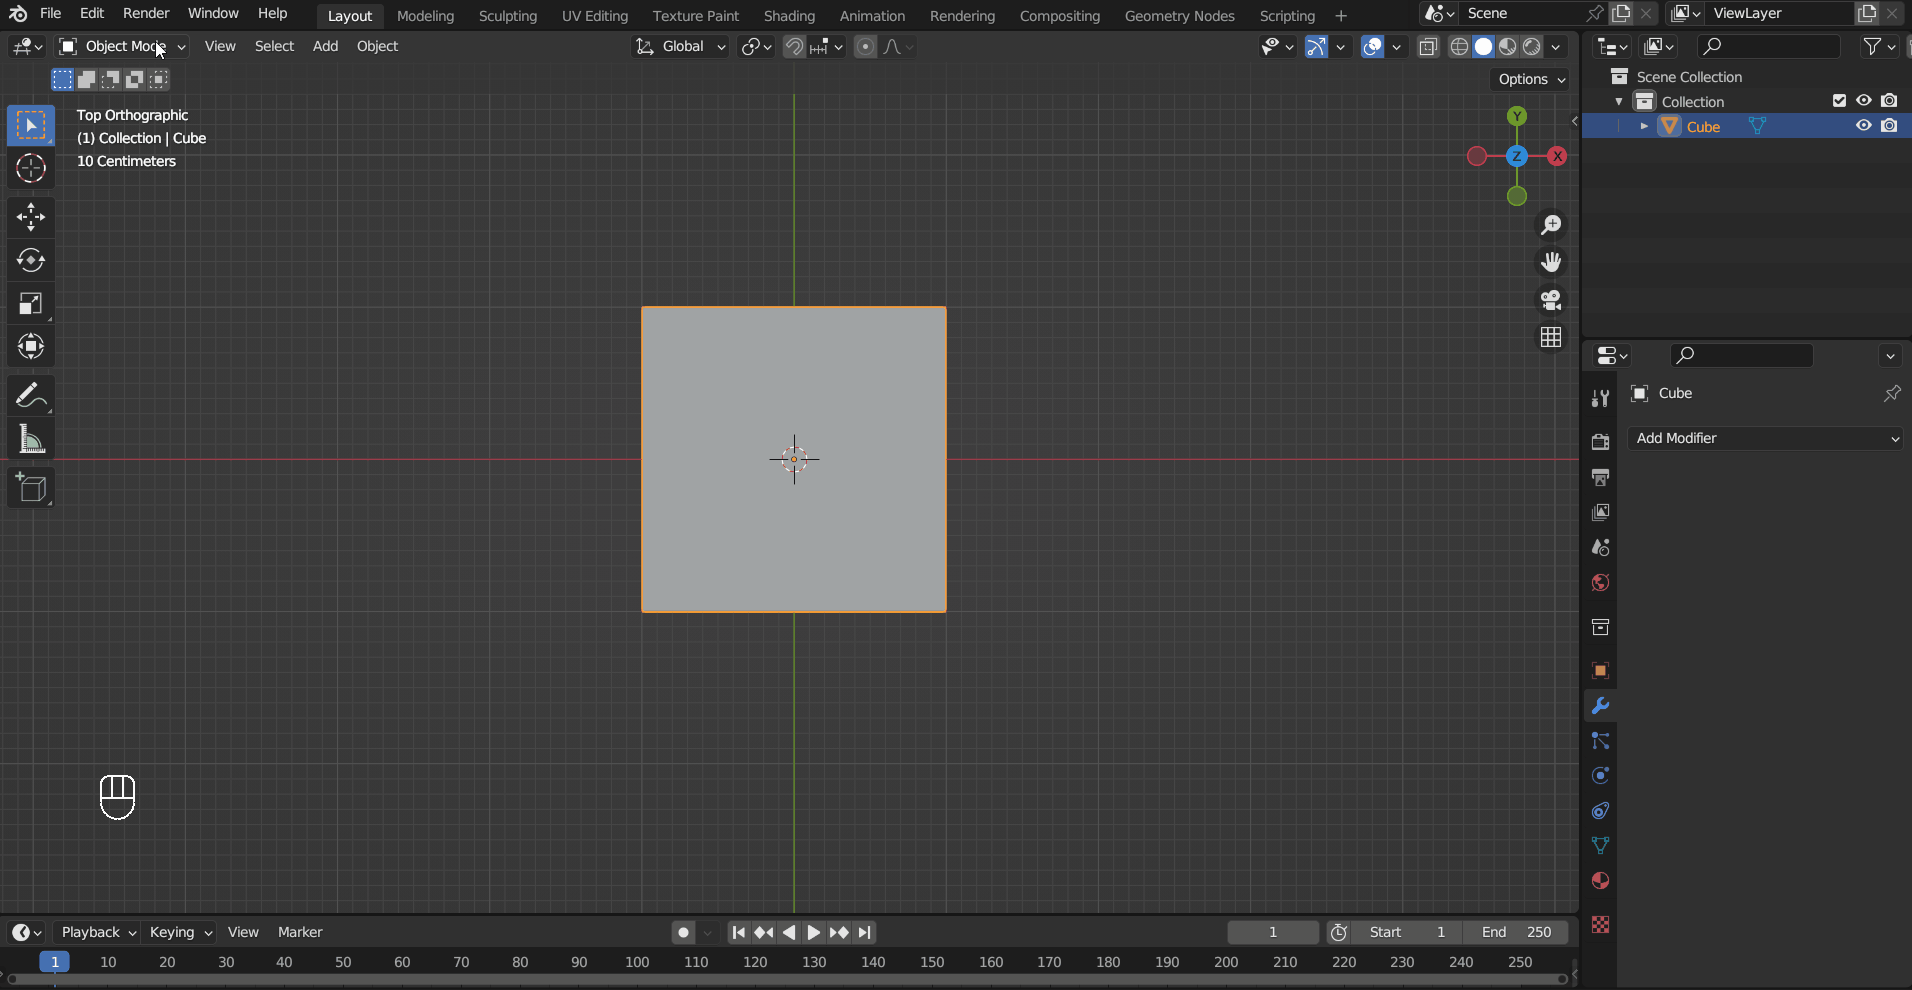 File Edit Render Window Help Layout Modeling Sculpting UV Editing Texture Paint Shading Animation Rendering Compositing Geometry Nodes Scripting + Scene ViewLayer
Object Mode View Select Add Object Global
Options
Top Orthographic
(1) Collection | Cube
10 Centimeters
Y
Z X
Scene Collection
Collection
Cube
Cube
Add Modifier
Playback Keying View Marker 1 Start 1 End 250
1 10 20 30 40 50 60 70 80 90 100 110 120 130 140 150 160 170 180 190 200 210 220 230 240 250